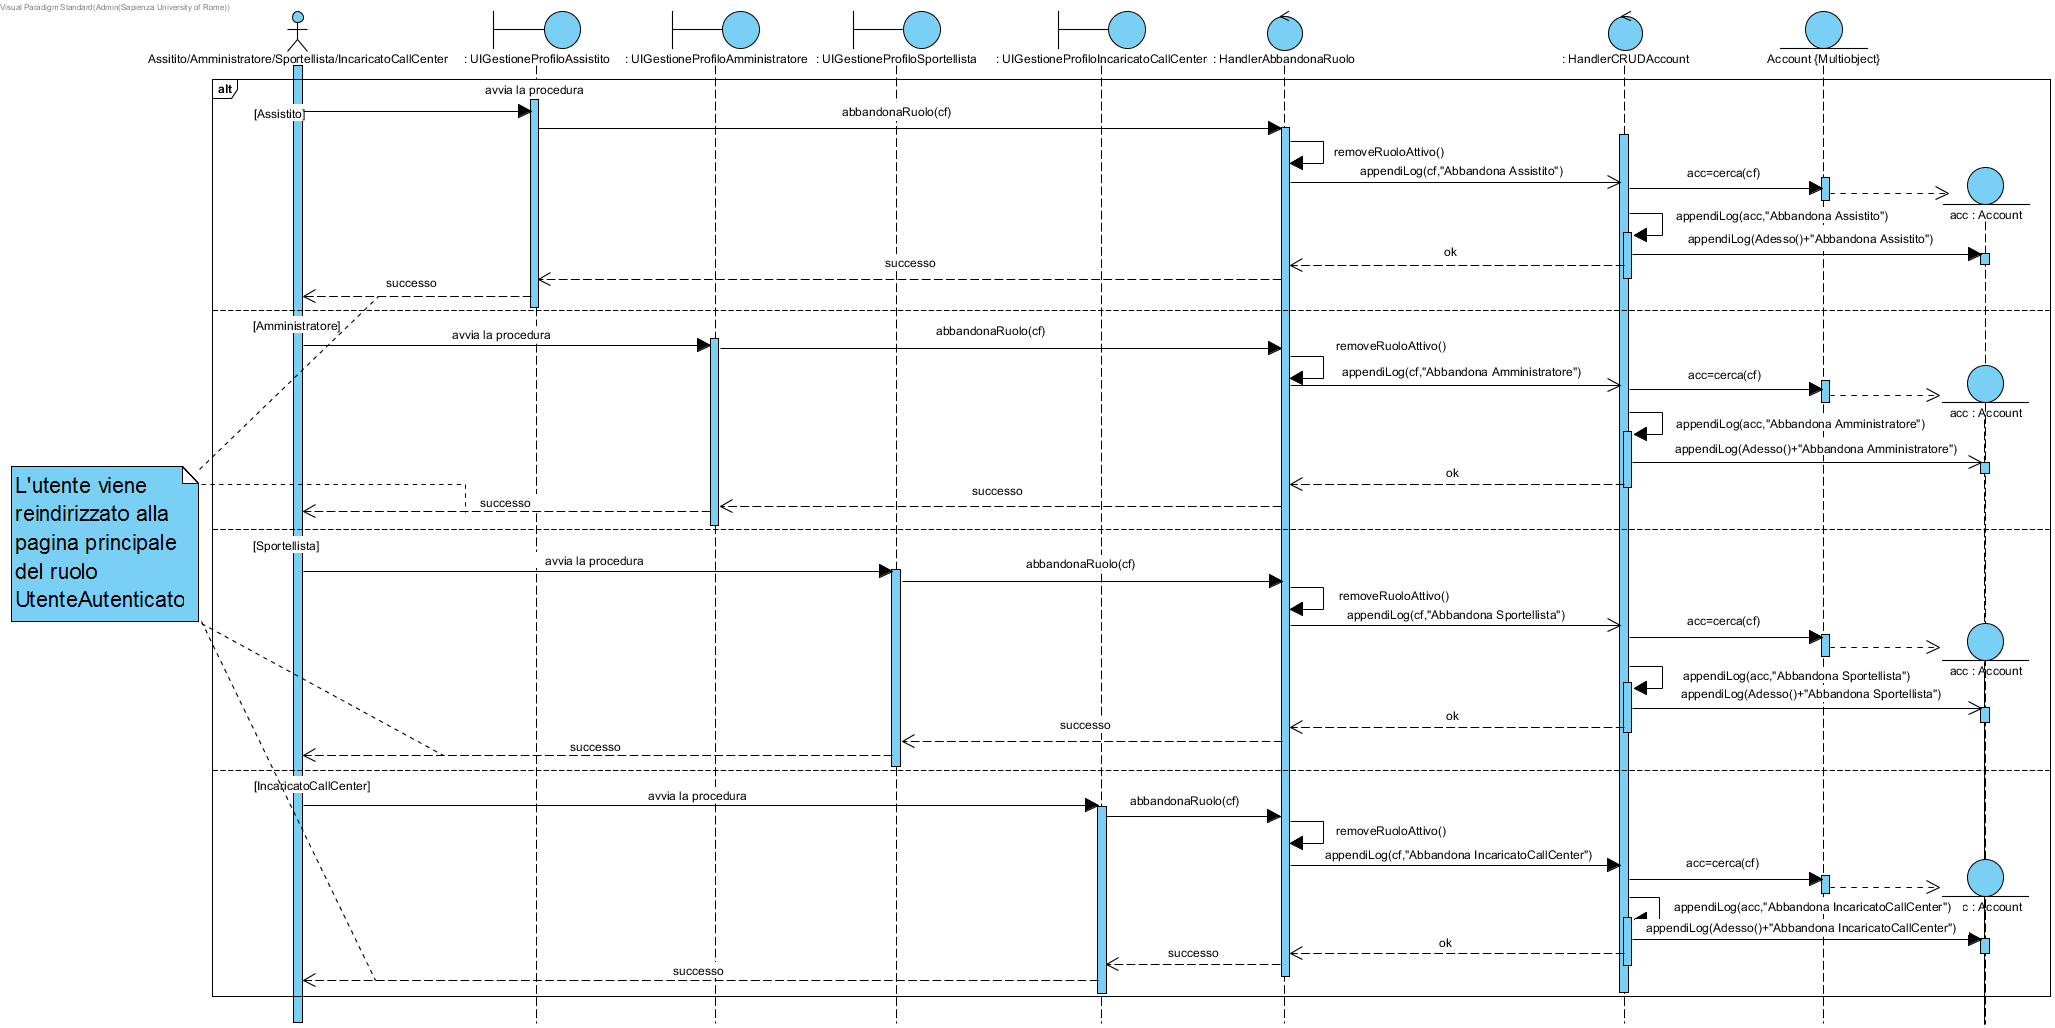 Visual Paradigm Standard(Admin(Sapienza University of Rome))
Assitito/Amministratore/Sportellista/IncaricatoCallCenter
: UIGestioneProfiloAssistito
: UIGestioneProfiloAmministratore
: UIGestioneProfiloSportellista
: UIGestioneProfiloIncaricatoCallCenter
: HandlerAbbandonaRuolo
: HandlerCRUDAccount
Account {Multiobject}
alt
avvia la procedura
[Assistito]
abbandonaRuolo(cf)
removeRuoloAttivo()
appendiLog(cf,"Abbandona Assistito")
acc=cerca(cf)
acc : Account
appendiLog(acc,"Abbandona Assistito")
appendiLog(Adesso()+"Abbandona Assistito")
ok
successo
successo
[Amministratore]
avvia la procedura
abbandonaRuolo(cf)
removeRuoloAttivo()
appendiLog(cf,"Abbandona Amministratore")
acc=cerca(cf)
acc : Account
appendiLog(acc,"Abbandona Amministratore")
appendiLog(Adesso()+"Abbandona Amministratore")
ok
successo
successo
L'utente viene
reindirizzato alla
pagina principale
del ruolo
UtenteAutenticato
[Sportellista]
avvia la procedura
abbandonaRuolo(cf)
removeRuoloAttivo()
appendiLog(cf,"Abbandona Sportellista")
acc=cerca(cf)
acc : Account
appendiLog(acc,"Abbandona Sportellista")
appendiLog(Adesso()+"Abbandona Sportellista")
ok
successo
successo
[IncaricatoCallCenter]
avvia la procedura
abbandonaRuolo(cf)
removeRuoloAttivo()
appendiLog(cf,"Abbandona IncaricatoCallCenter")
acc=cerca(cf)
appendiLog(acc,"Abbandona IncaricatoCallCenter")
c : Account
appendiLog(Adesso()+"Abbandona IncaricatoCallCenter")
ok
successo
successo